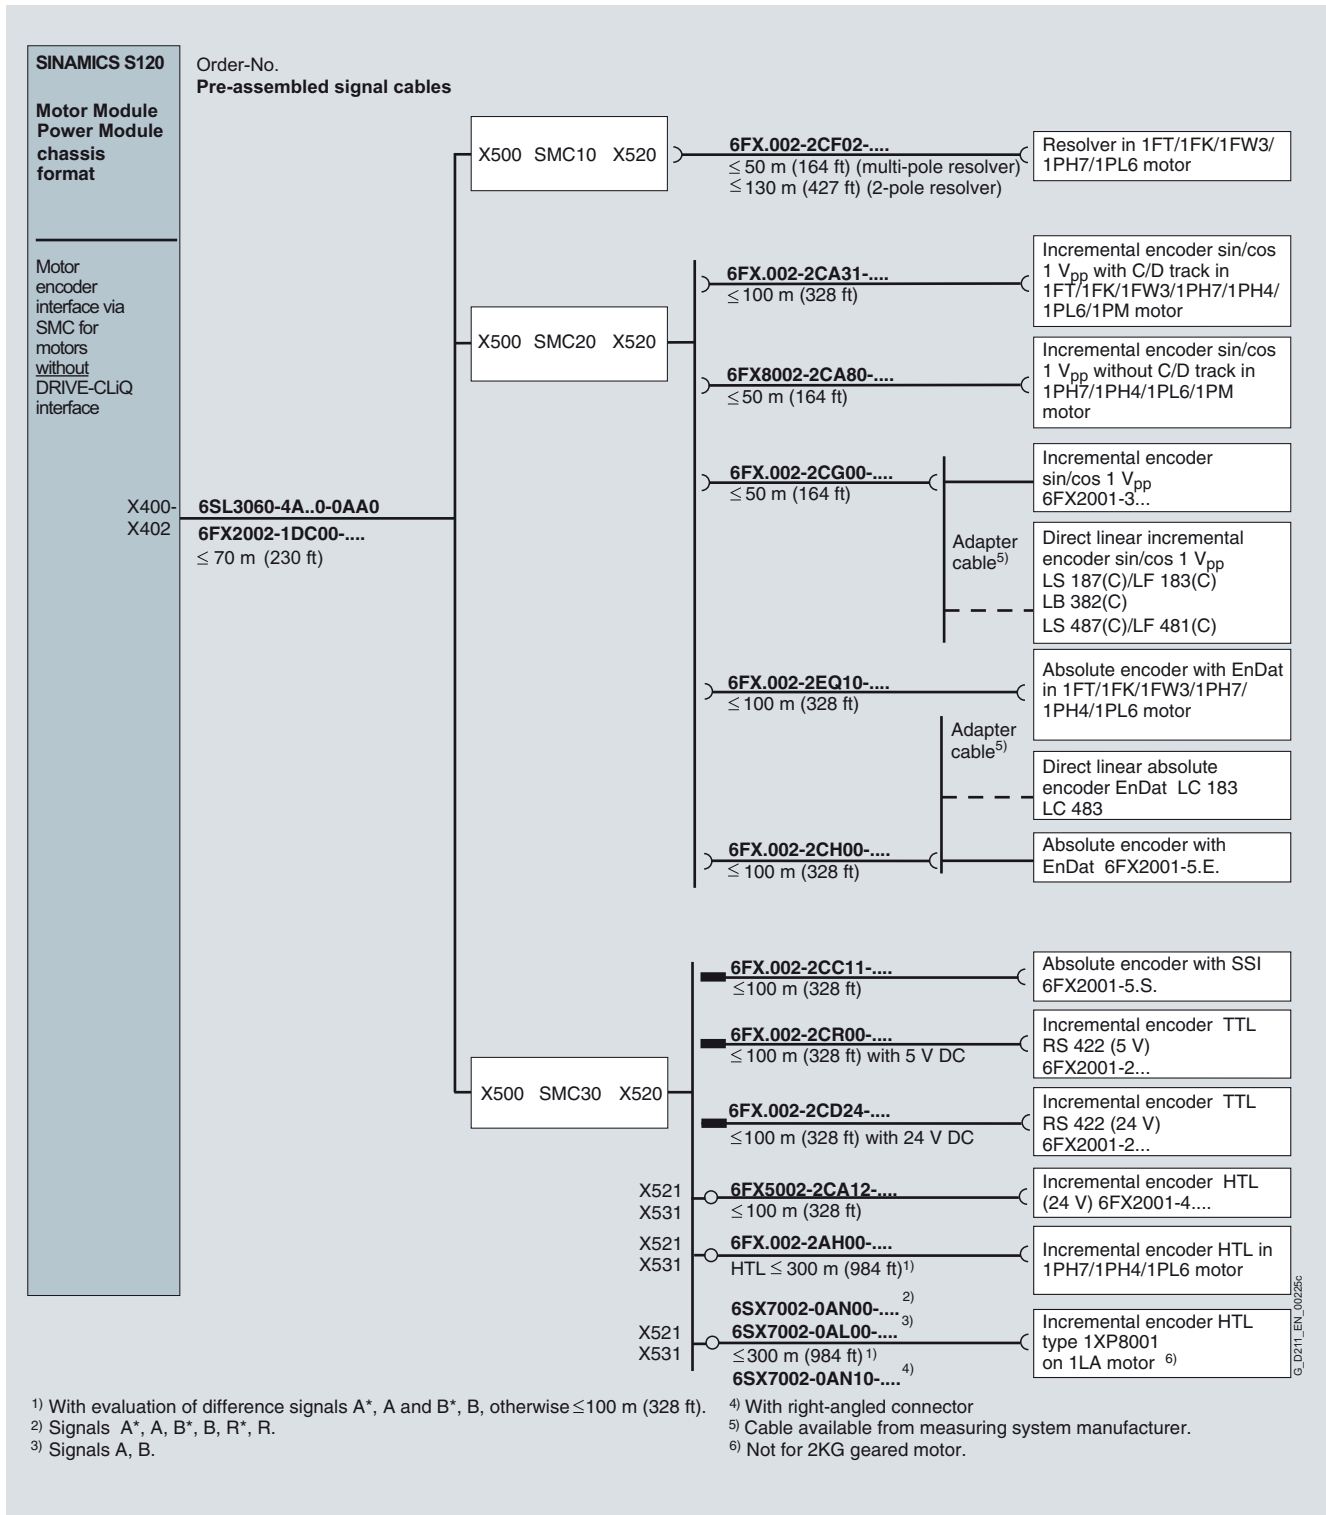 SINAMICS S120
Motor Module
Power Module
chassis
format
Motor
encoder
interface via
SMC for
motors
without
DRIVE-CLiQ
interface
X400-
X402
Order-No.
Pre-assembled signal cables
6SL3060-4A..0-0AA0
6FX2002-1DC00-....
≤ 70 m (230 ft)
X500 SMC10 X520
6FX.002-2CF02-....
≤ 50 m (164 ft) (multi-pole resolver)
≤ 130 m (427 ft) (2-pole resolver)
Resolver in 1FT/1FK/1FW3/
1PH7/1PL6 motor
X500 SMC20 X520
6FX.002-2CA31-....
≤ 100 m (328 ft)
Incremental encoder sin/cos
1 Vpp with C/D track in
1FT/1FK/1FW3/1PH7/1PH4/
1PL6/1PM motor
6FX8002-2CA80-....
≤ 50 m (164 ft)
Incremental encoder sin/cos
1 Vpp without C/D track in
1PH7/1PH4/1PL6/1PM
motor
6FX.002-2CG00-....
≤ 50 m (164 ft)
Incremental encoder
sin/cos 1 Vpp
6FX2001-3...
Adapter
cable5)
Direct linear incremental
encoder sin/cos 1 Vpp
LS 187(C)/LF 183(C)
LB 382(C)
LS 487(C)/LF 481(C)
6FX.002-2EQ10-....
≤ 100 m (328 ft)
Absolute encoder with EnDat
in 1FT/1FK/1FW3/1PH7/
1PH4/1PL6 motor
Adapter
cable5)
Direct linear absolute
encoder EnDat LC 183
LC 483
6FX.002-2CH00-....
≤ 100 m (328 ft)
Absolute encoder with
EnDat 6FX2001-5.E.
X500 SMC30 X520
6FX.002-2CC11-....
≤100 m (328 ft)
Absolute encoder with SSI
6FX2001-5.S.
6FX.002-2CR00-....
≤ 100 m (328 ft) with 5 V DC
Incremental encoder TTL
RS 422 (5 V)
6FX2001-2...
6FX.002-2CD24-....
≤100 m (328 ft) with 24 V DC
Incremental encoder TTL
RS 422 (24 V)
6FX2001-2...
X521
X531
6FX5002-2CA12-....
≤ 100 m (328 ft)
Incremental encoder HTL
(24 V) 6FX2001-4....
X521
X531
6FX.002-2AH00-....
HTL ≤ 300 m (984 ft)1)
Incremental encoder HTL in
1PH7/1PH4/1PL6 motor
X521
X531
6SX7002-0AN00-....2)
6SX7002-0AL00-....3)
≤300 m (984 ft)1)
6SX7002-0AN10-....4)
Incremental encoder HTL
type 1XP8001
on 1LA motor 6)
G_D211_EN_00225c
1) With evaluation of difference signals A*, A and B*, B, otherwise ≤100 m (328 ft).
2) Signals A*, A, B*, B, R*, R.
3) Signals A, B.
4) With right-angled connector
5) Cable available from measuring system manufacturer.
6) Not for 2KG geared motor.